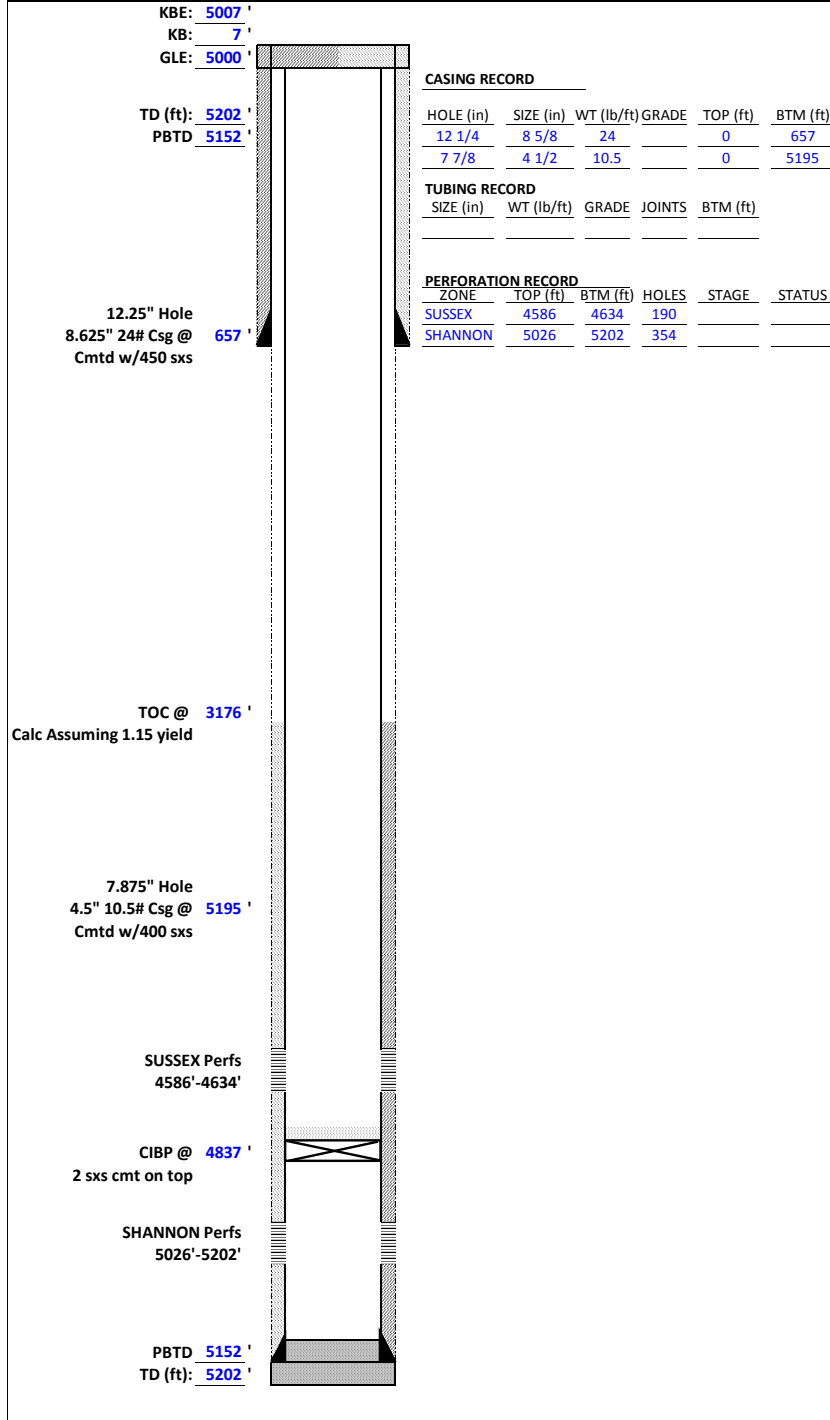 KBE: 5007 '
KB: 7 '
GLE: 5000 '
TD (ft): 5202 '
PBTD 5152 '
CASING RECORD
HOLE (in) SIZE (in) WT (lb/ft) GRADE TOP (ft) BTM (ft)
12 1/4 8 5/8 24 0 657
7 7/8 4 1/2 10.5 0 5195
TUBING RECORD
SIZE (in) WT (lb/ft) GRADE JOINTS BTM (ft)
PERFORATION RECORD
ZONE TOP (ft) BTM (ft) HOLES STAGE STATUS
SUSSEX 4586 4634 190
SHANNON 5026 5202 354
12.25" Hole
8.625" 24# Csg @ 657 '
Cmtd w/450 sxs
TOC @ 3176 '
Calc Assuming 1.15 yield
7.875" Hole
4.5" 10.5# Csg @ 5195 '
Cmtd w/400 sxs
SUSSEX Perfs
4586'-4634'
CIBP @ 4837 '
2 sxs cmt on top
SHANNON Perfs
5026'-5202'
PBTD 5152 '
TD (ft): 5202 '